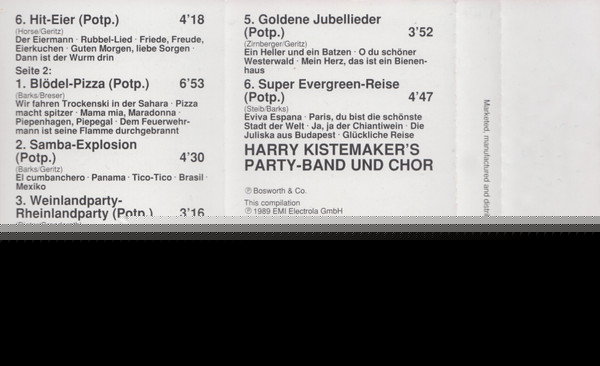 6. Hit-Eier (Potp.) 4'18
(Horse/Geritz)
Der Eiermann · Rubbel-Lied · Friede, Freude,
Eierkuchen · Guten Morgen, liebe Sorgen ·
Dann ist der Wurm drin
Seite 2:
1. Blödel-Pizza (Potp.) 6'53
(Barks/Breser)
Wir fahren Trockenski in der Sahara · Pizza
macht spitzer · Mama mia, Maradonna ·
Piepenhagen, Piepegal · Dem Feuerwehr-
mann ist seine Flamme durchgebrannt
2. Samba-Explosion
(Potp.) 4'30
(Barks/Geritz)
El cumbanchero · Panama · Tico-Tico · Brasil ·
Mexiko
3. Weinlandparty-
Rheinlandparty (Potp.) 3'16
5. Goldene Jubellieder
(Potp.) 3'52
(Zirnberger/Geritz)
Ein Heller und ein Batzen · O du schöner
Westerwald · Mein Herz, das ist ein Bienen-
haus
6. Super Evergreen-Reise
(Potp.) 4'47
(Steib/Barks)
Eviva Espana · Paris, du bist die schönste
Stadt der Welt · Ja, ja der Chiantiwein · Die
Juliska aus Budapest · Glückliche Reise
HARRY KISTEMAKER'S
PARTY-BAND UND CHOR
℗ Bosworth & Co.
This compilation
℗ 1989 EMI Electrola GmbH
Marketed, manufactured and